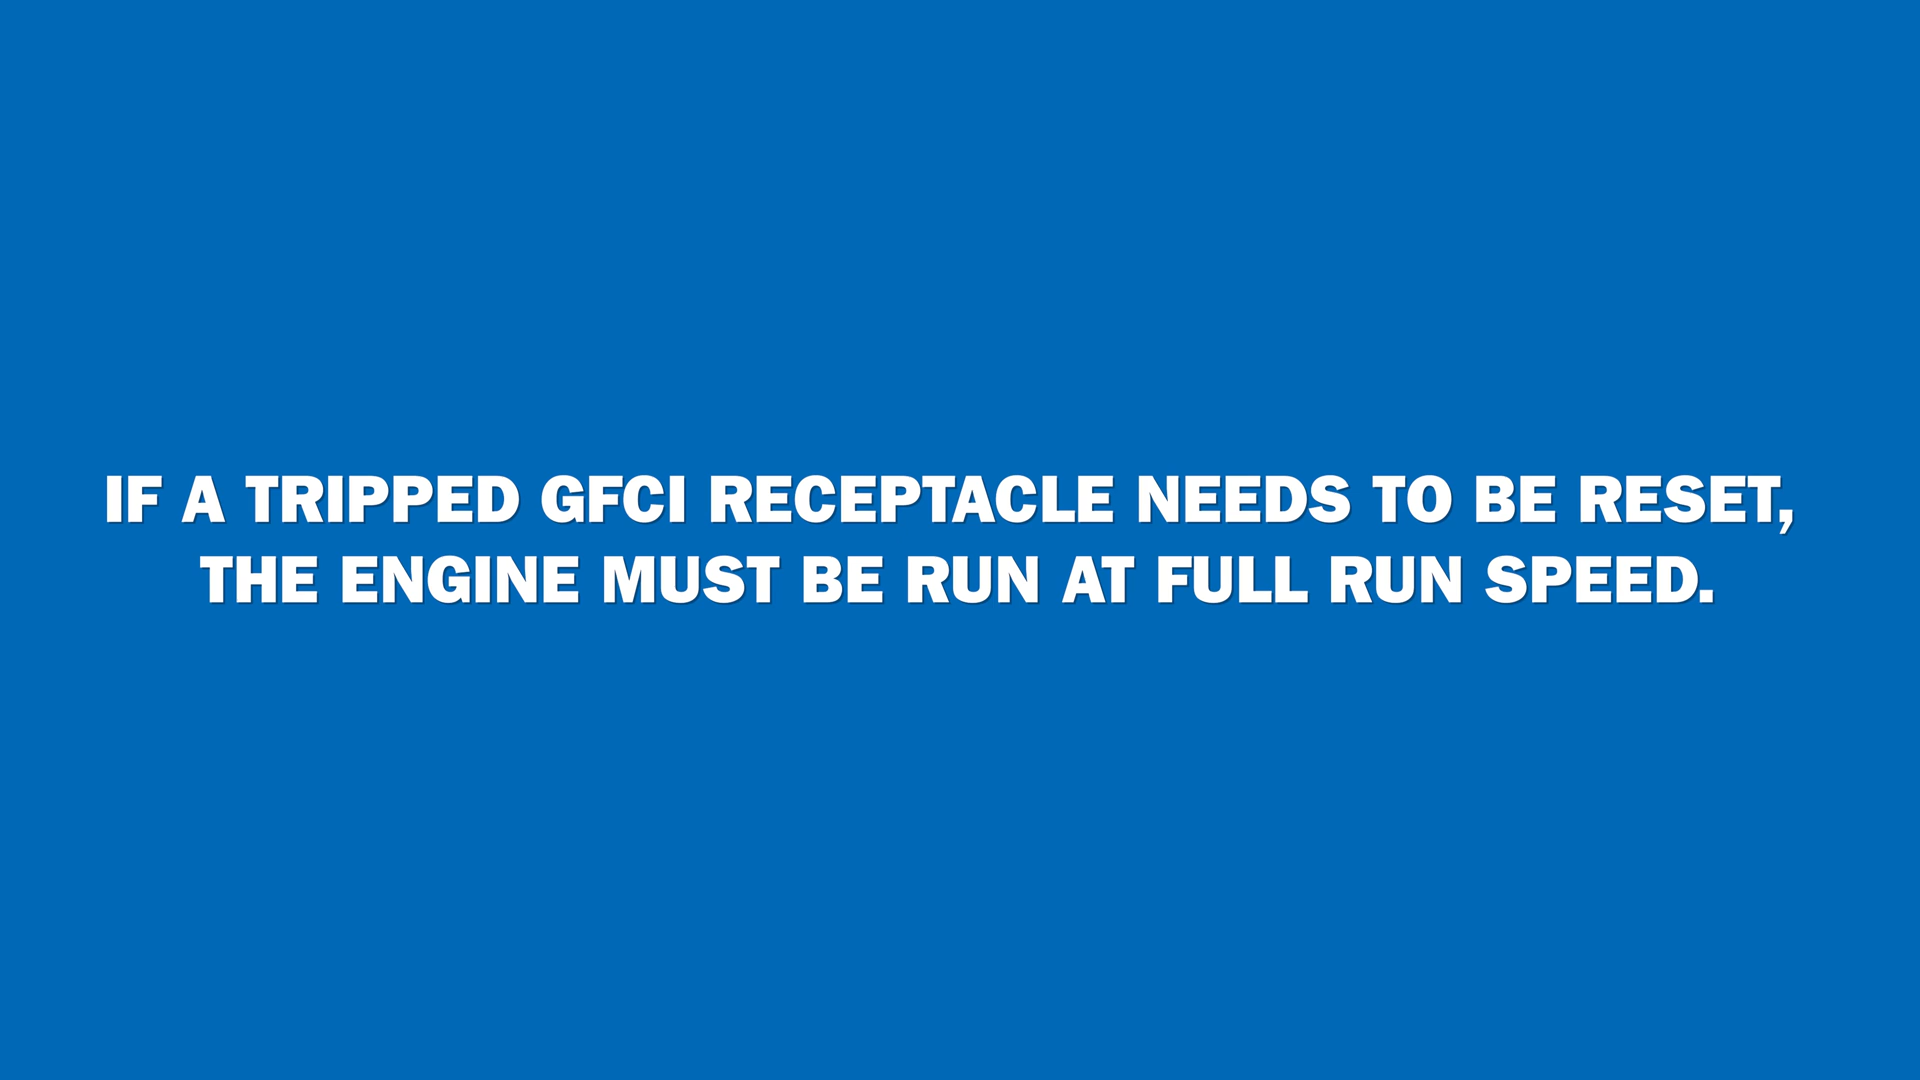 IF A TRIPPED GFCI RECEPTACLE NEEDS TO BE RESET,
THE ENGINE MUST BE RUN AT FULL RUN SPEED.